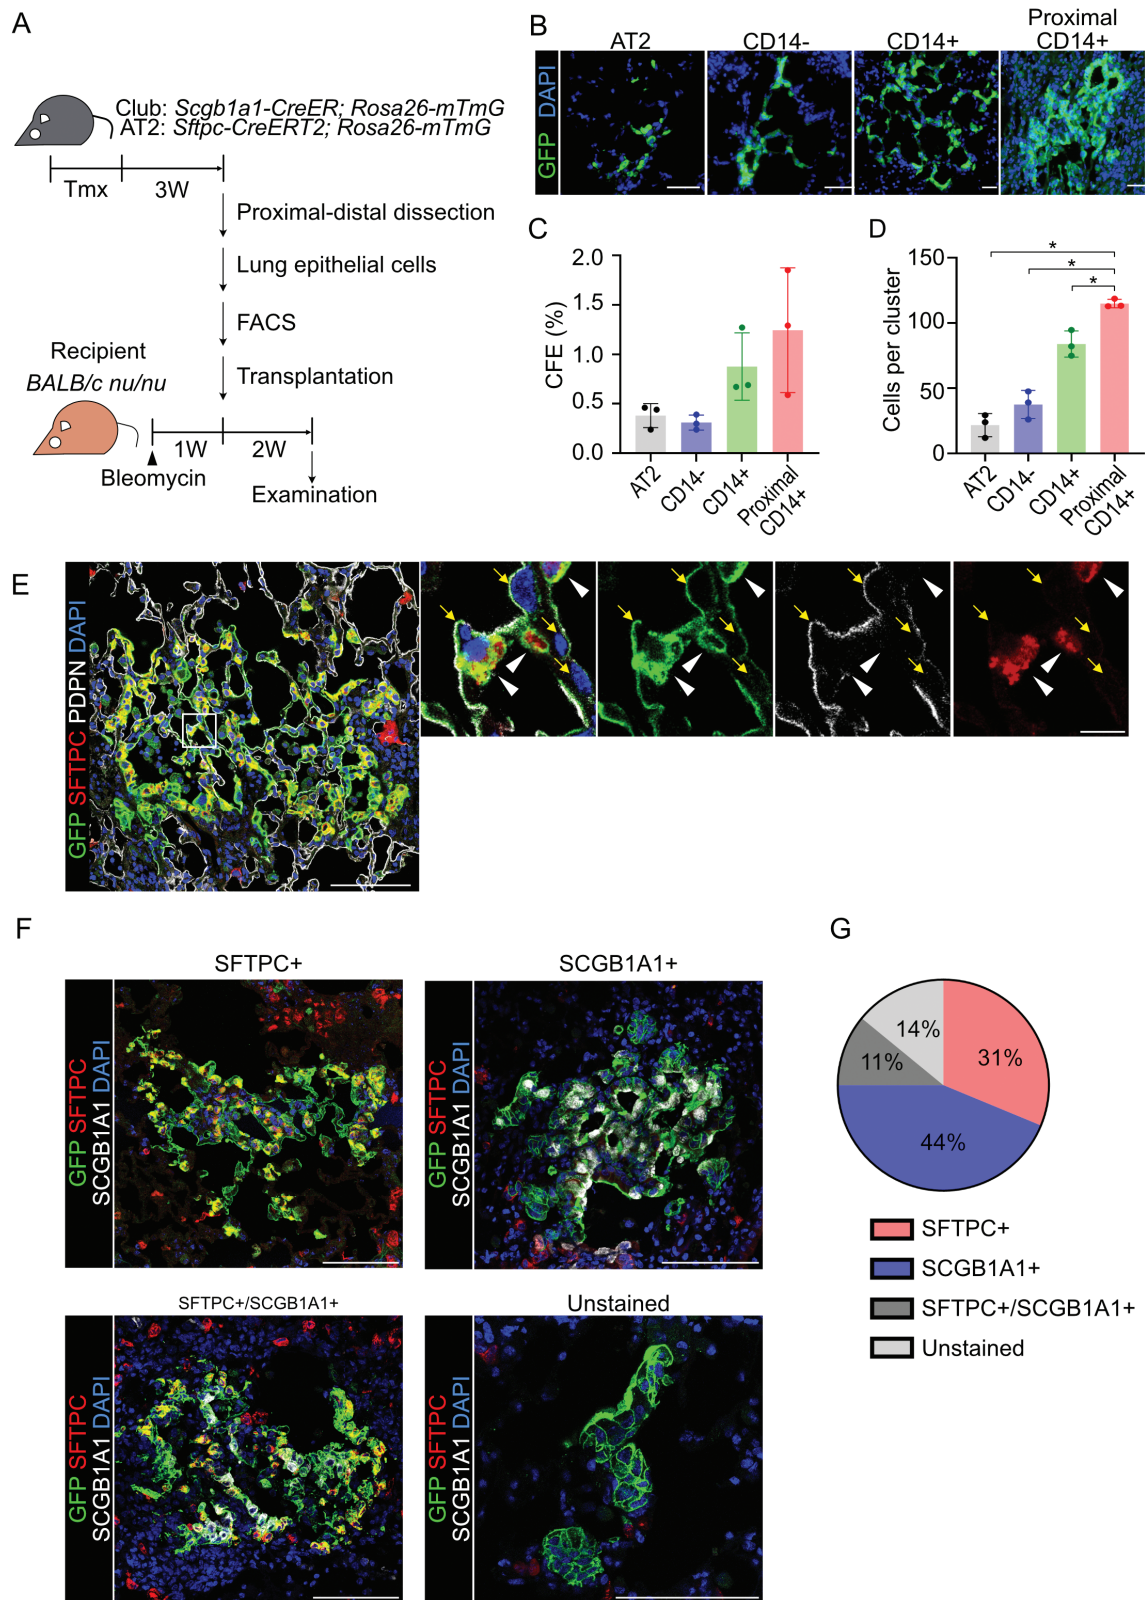 A
Club: Scgb1a1-CreER; Rosa26-mTmG
AT2: Sftpc-CreERT2; Rosa26-mTmG
Tmx
3W
Proximal-distal dissection
Lung epithelial cells
FACS
Transplantation
Recipient
BALB/c nu/nu
1W
2W
Bleomycin
Examination
B
GFP DAPI
AT2
CD14-
CD14+
Proximal
CD14+
C
CFE (%)
2.0
1.5
1.0
0.5
0.0
AT2
CD14-
CD14+
Proximal
CD14+
D
Cells per cluster
150
100
50
0
*
*
*
AT2
CD14-
CD14+
Proximal
CD14+
E
GFP SFTPC PDPN DAPI
F
SFTPC+
GFP SFTPC
SCGB1A1 DAPI
SCGB1A1+
GFP SFTPC
SCGB1A1 DAPI
SFTPC+/SCGB1A1+
GFP SFTPC
SCGB1A1 DAPI
Unstained
GFP SFTPC
SCGB1A1 DAPI
G
14%
31%
11%
44%
SFTPC+
SCGB1A1+
SFTPC+/SCGB1A1+
Unstained